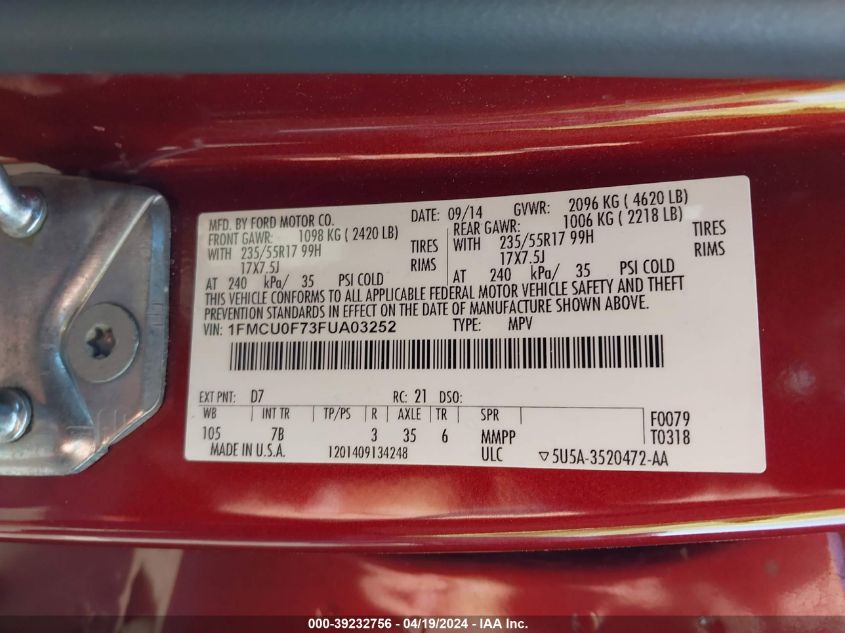 MFD. BY FORD MOTOR CO. DATE: 09/14 GVWR: 2096 KG ( 4620 LB)
FRONT GAWR: 1098 KG ( 2420 LB) REAR GAWR: 1006 KG ( 2218 LB)
WITH 235/55R17 99H TIRES WITH 235/55R17 99H TIRES
17X7.5J RIMS 17X7.5J RIMS
AT 240 kPa/ 35 PSI COLD AT 240 kPa/ 35 PSI COLD
THIS VEHICLE CONFORMS TO ALL APPLICABLE FEDERAL MOTOR VEHICLE SAFETY AND THEFT
PREVENTION STANDARDS IN EFFECT ON THE DATE OF MANUFACTURE SHOWN ABOVE.
VIN: 1FMCU0F73FUA03252 TYPE: MPV
EXT PNT: D7 RC: 21 DSO:
WB INT TR TP/PS R AXLE TR SPR F0079
105 7B 3 35 6 MMPP T0318
MADE IN U.S.A. 1201409134248 ULC ▽5U5A-3520472-AA
000-39232756 - 04/19/2024 - IAA Inc.